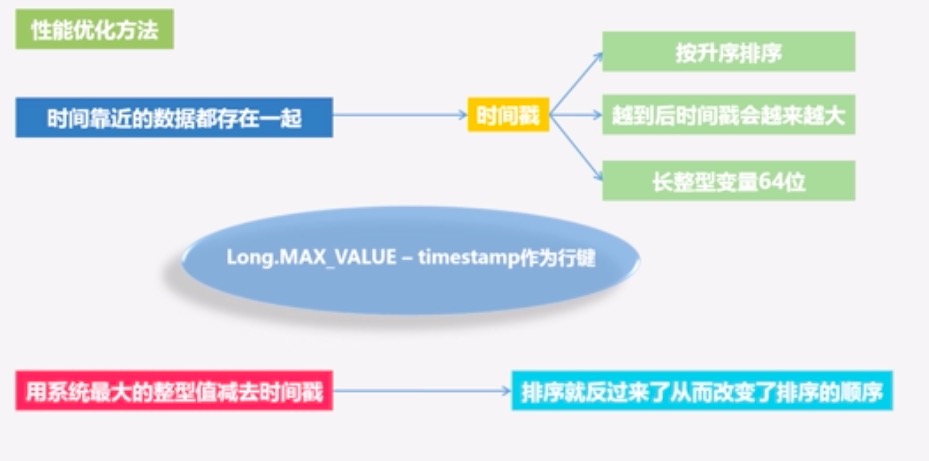 性能优化方法
时间靠近的数据都存在一起
时间戳
按升序排序
越到后时间戳会越来越大
长整型变量64位
Long.MAX_VALUE – timestamp作为行键
用系统最大的整型值减去时间戳
排序就反过来了从而改变了排序的顺序